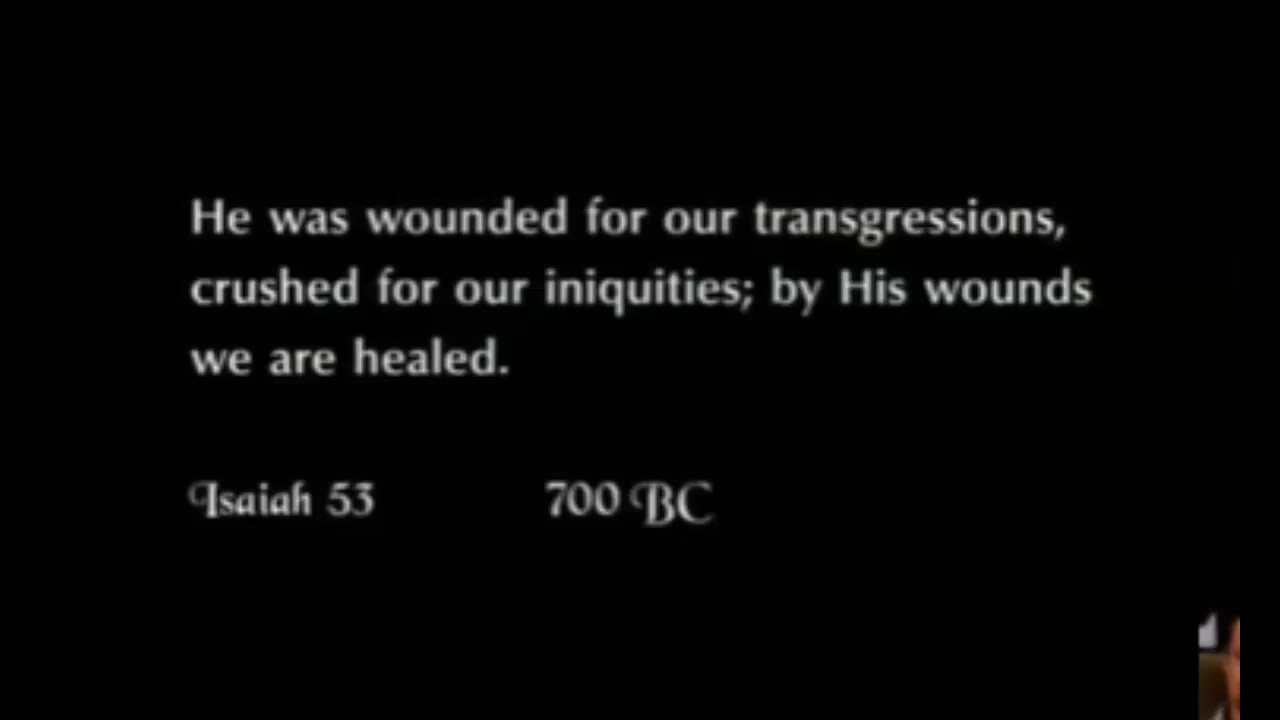 He was wounded for our transgressions,
crushed for our iniquities; by His wounds
we are healed.
Isaiah 53 700 BC